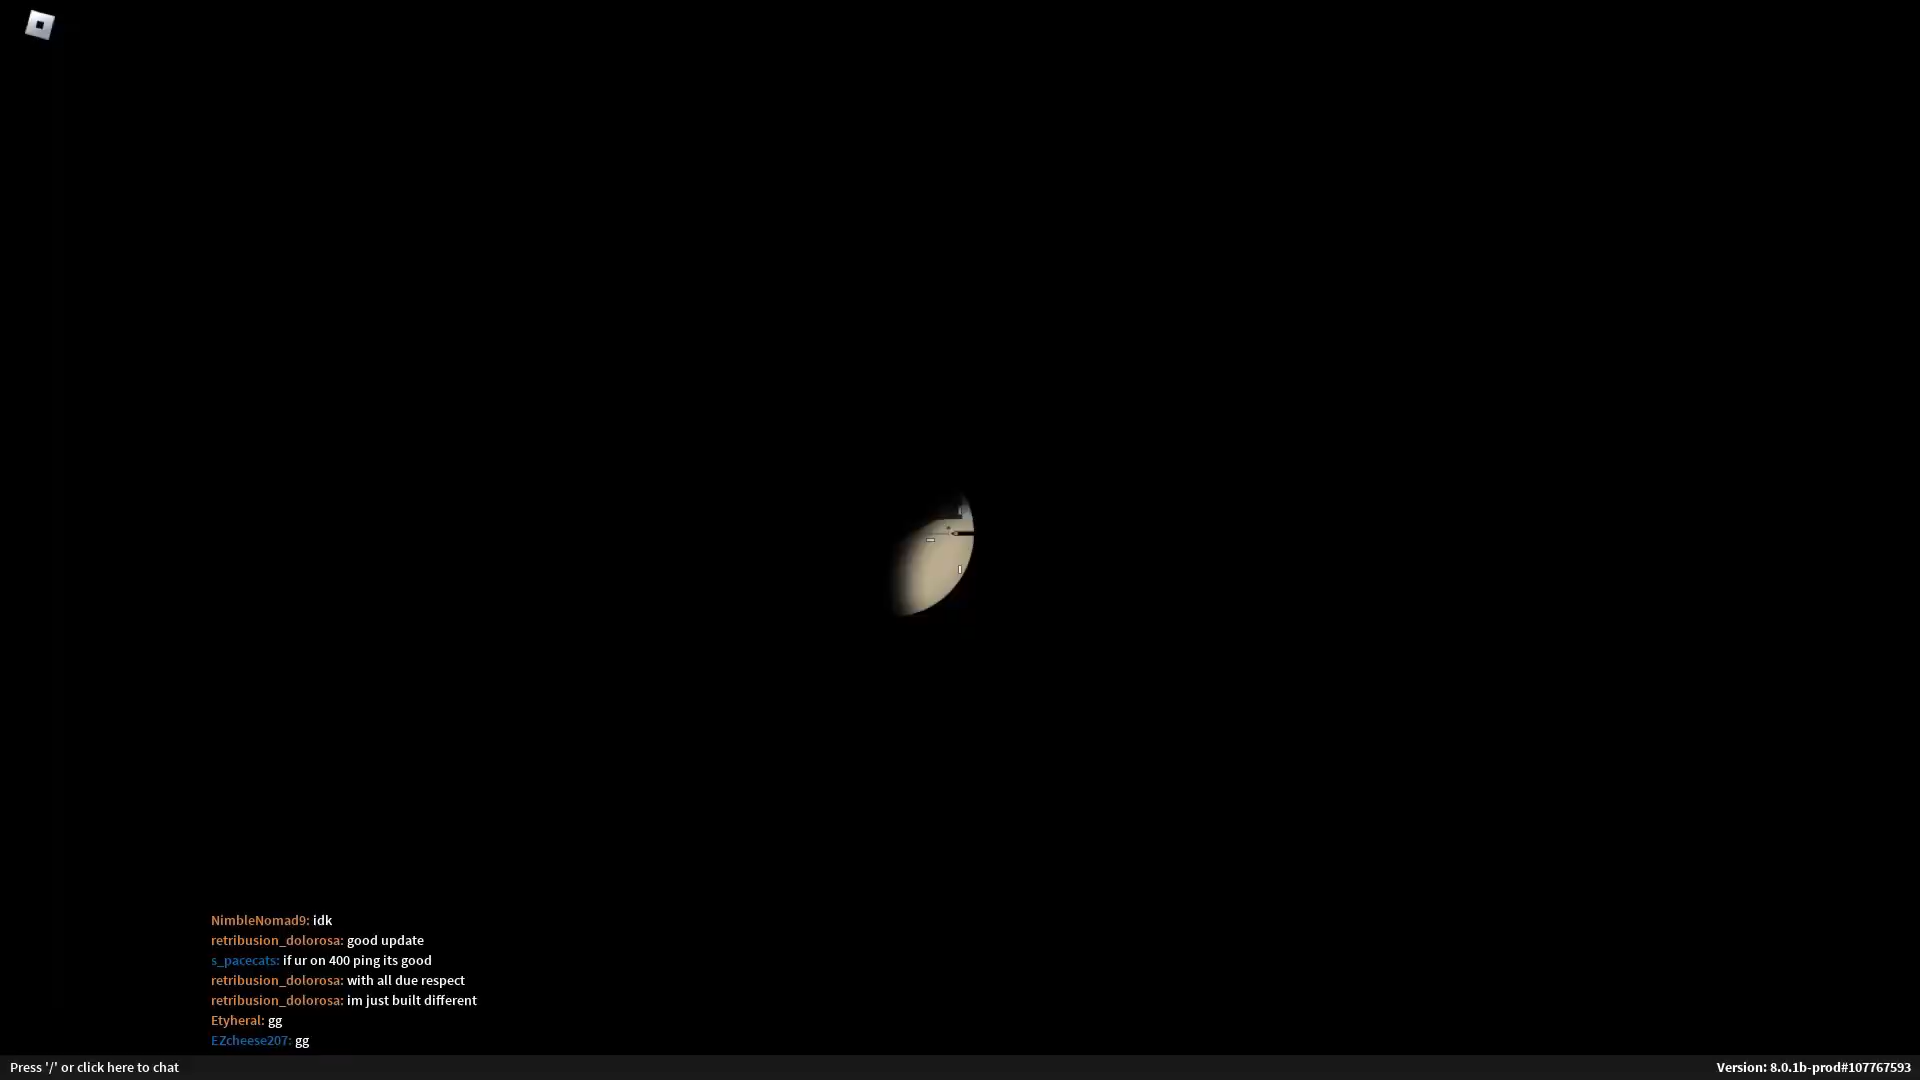 NimbleNomad9: idk
retribusion_dolorosa: good update
s_pacecats: if ur on 400 ping its good
retribusion_dolorosa: with all due respect
retribusion_dolorosa: im just built different
Etyheral: gg
EZcheese207: gg
Press '/' or click here to chat
Version: 8.0.1b-prod#107767593